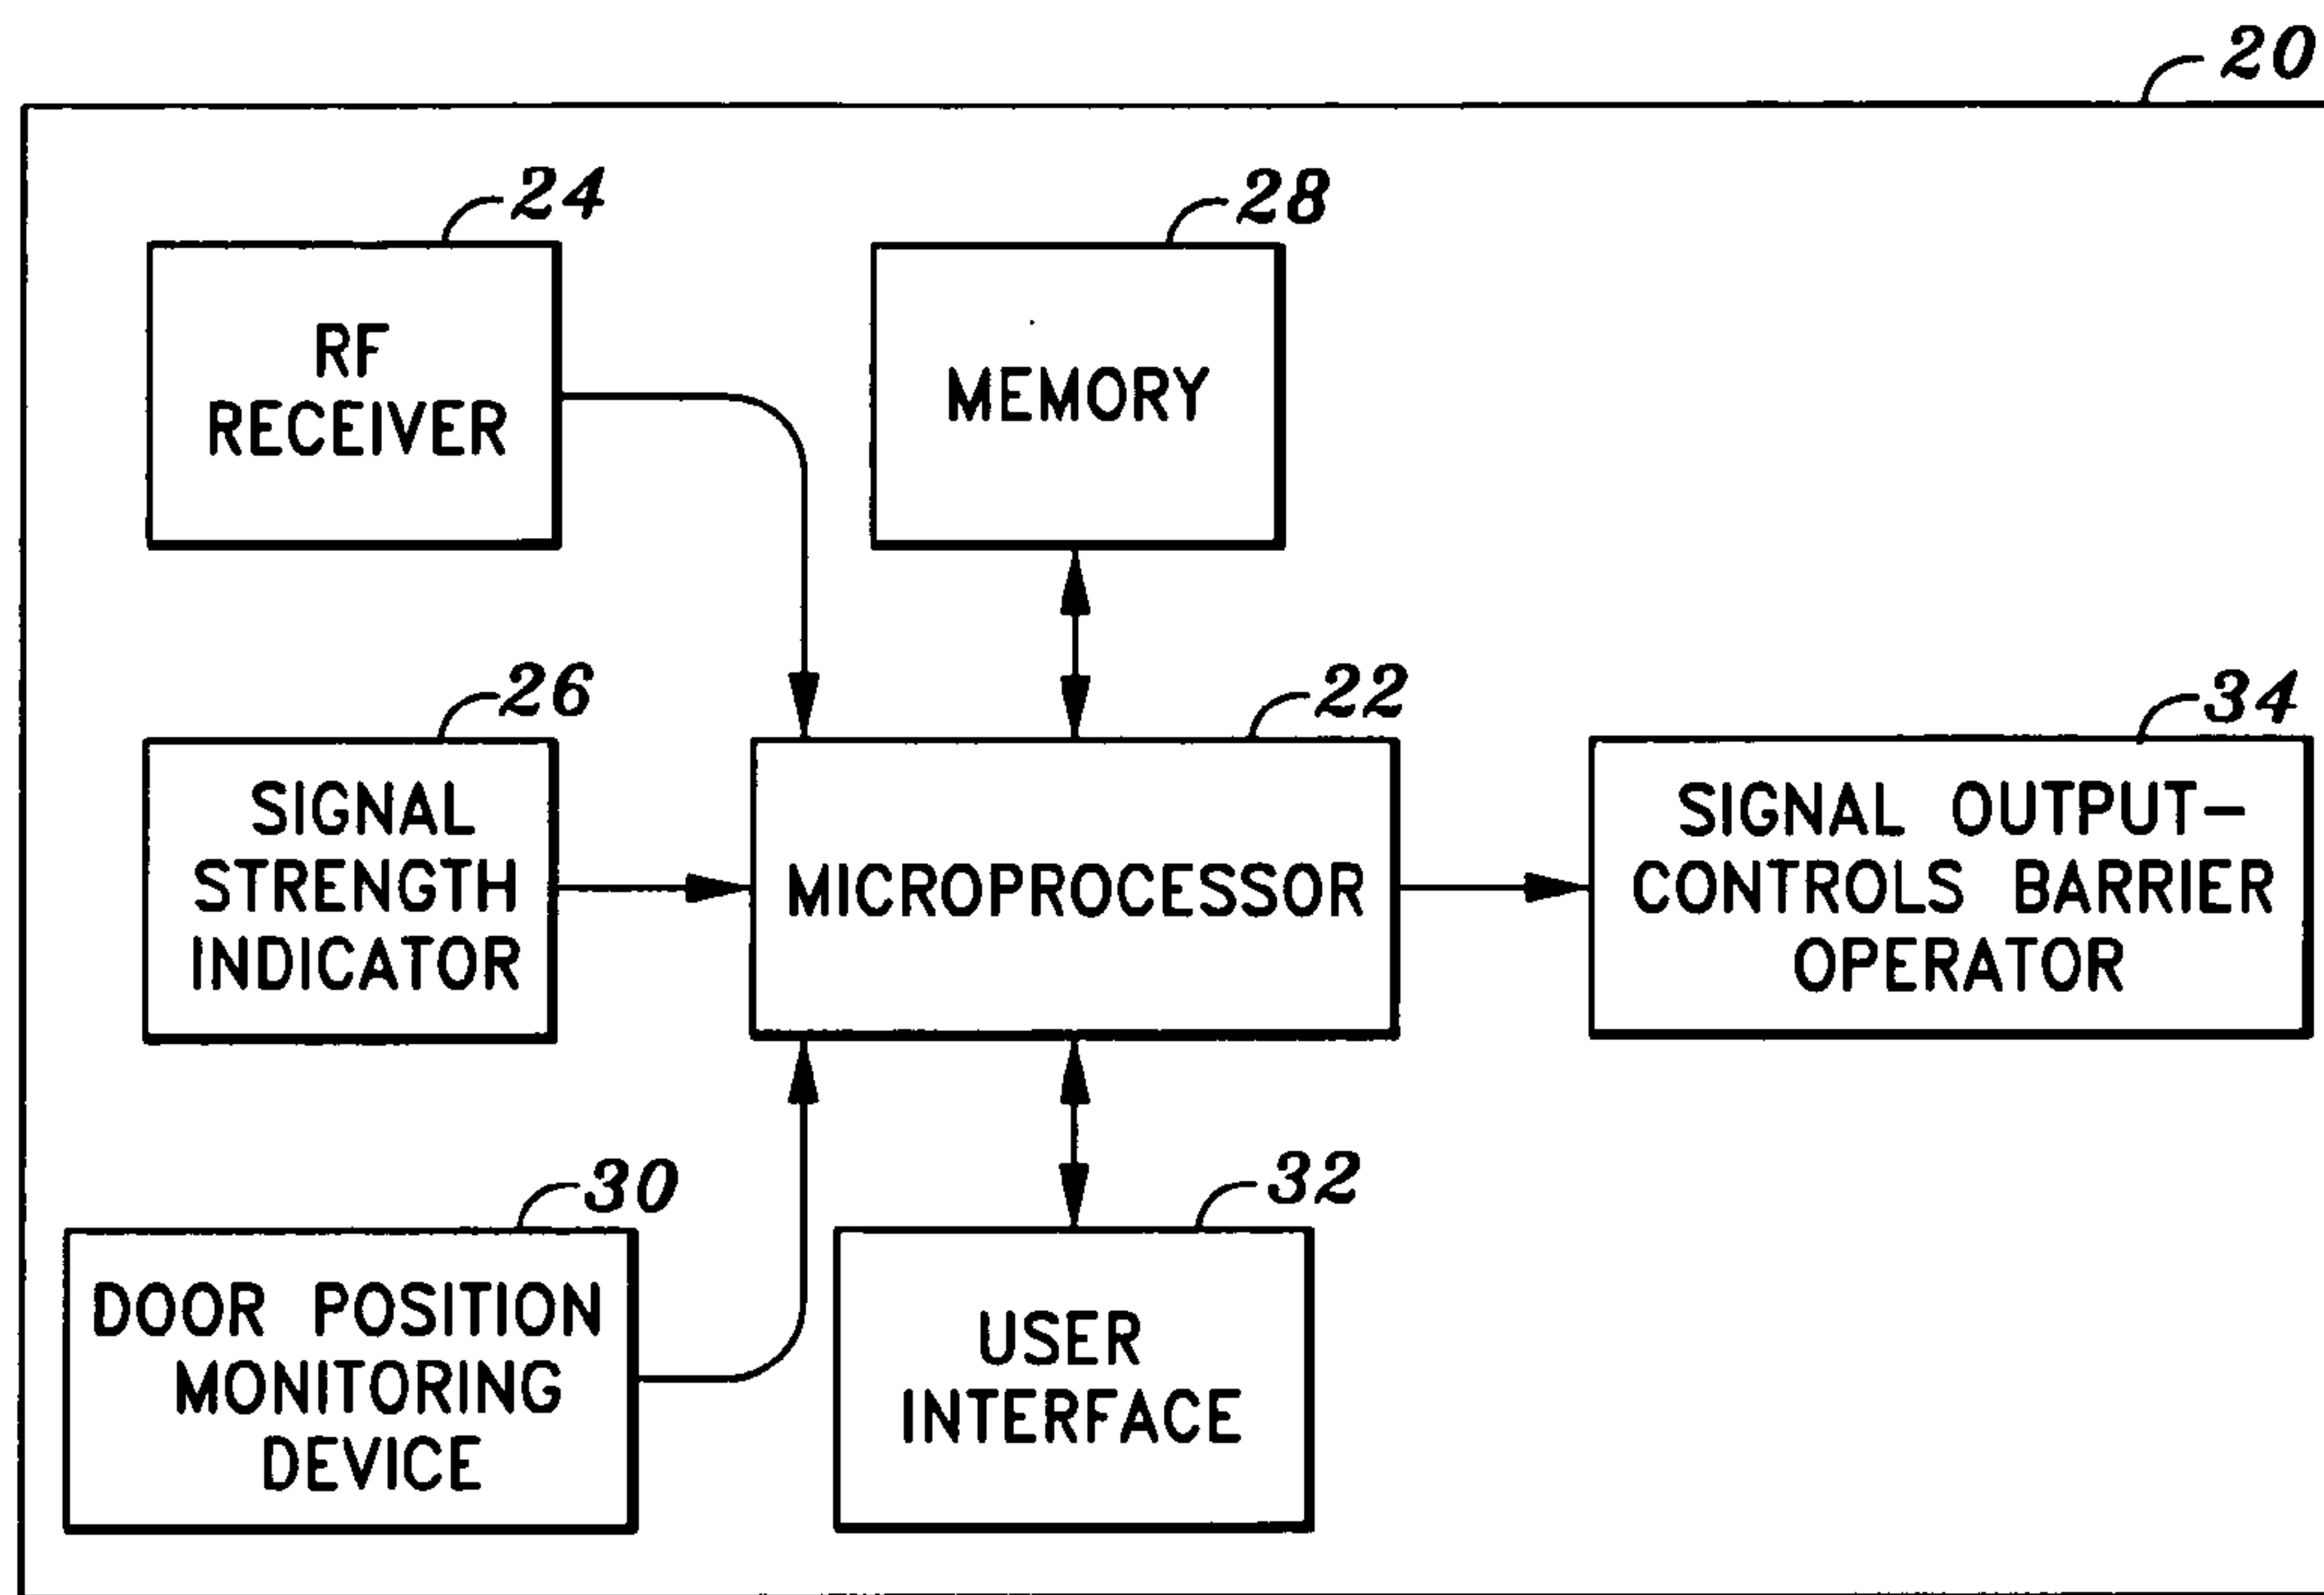 20
24
RF
RECEIVER
28
MEMORY
26
SIGNAL
STRENGTH
INDICATOR
22
MICROPROCESSOR
34
SIGNAL OUTPUT-
CONTROLS BARRIER
OPERATOR
30
DOOR POSITION
MONITORING
DEVICE
32
USER
INTERFACE